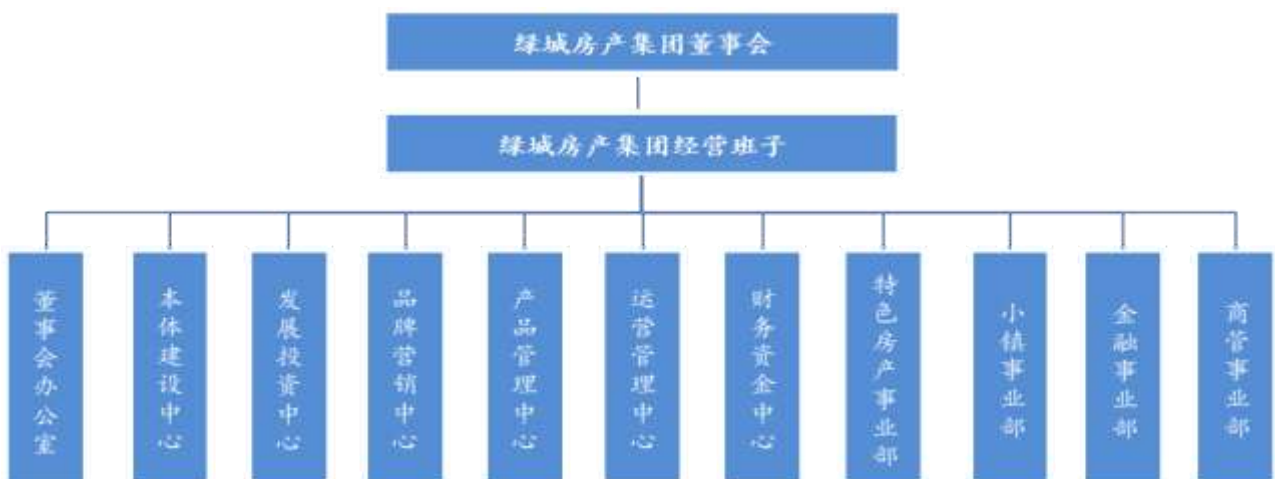 绿城房产集团董事会
绿城房产集团经营班子
董事会办公室
本体建设中心
发展投资中心
品牌营销中心
产品管理中心
运营管理中心
财务资金中心
特色房产事业部
小镇事业部
金融事业部
商管事业部